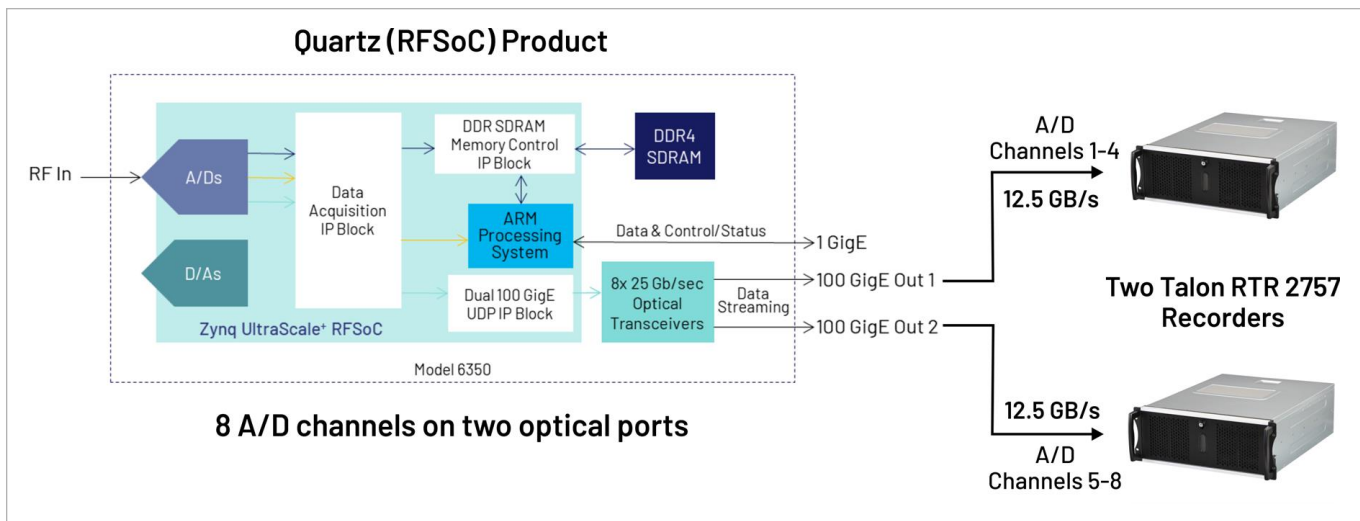 Quartz (RFSoC) Product
RF In
A/Ds
D/As
Data
Acquisition
IP Block
DDR SDRAM
Memory Control
IP Block
DDR4
SDRAM
ARM
Processing
System
Data & Control/Status
1 GigE
Dual 100 GigE
UDP IP Block
8x 25 Gb/sec
Optical
Transceivers
Data
Streaming
100 GigE Out 1
100 GigE Out 2
Zynq UltraScale+ RFSoC
Model 6350
8 A/D channels on two optical ports
A/D
Channels 1-4
12.5 GB/s
Two Talon RTR 2757
Recorders
12.5 GB/s
A/D
Channels 5-8